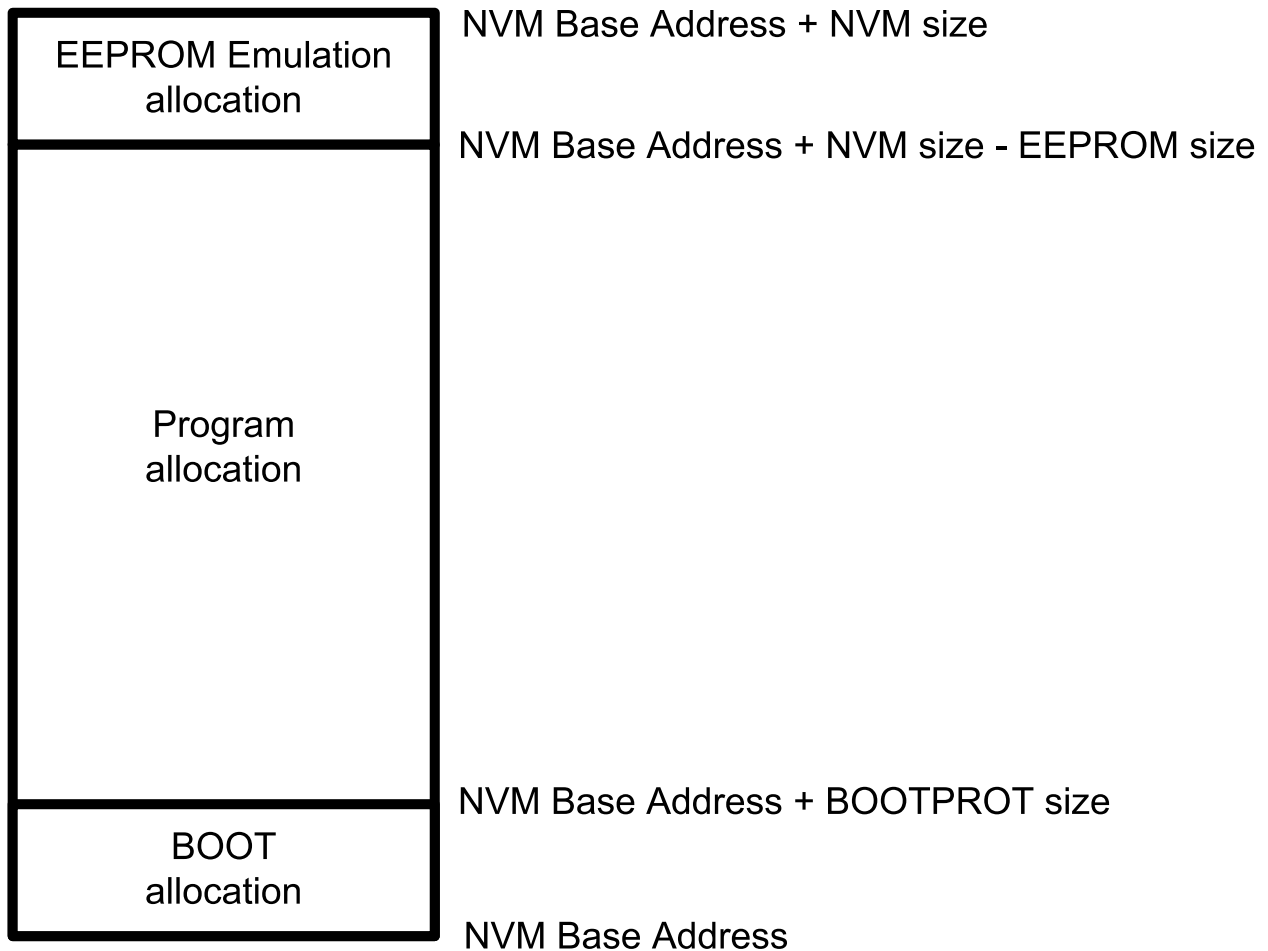 NVM Base Address + NVM size
EEPROM Emulation
allocation
NVM Base Address + NVM size - EEPROM size
Program
allocation
NVM Base Address + BOOTPROT size
BOOT
allocation
NVM Base Address